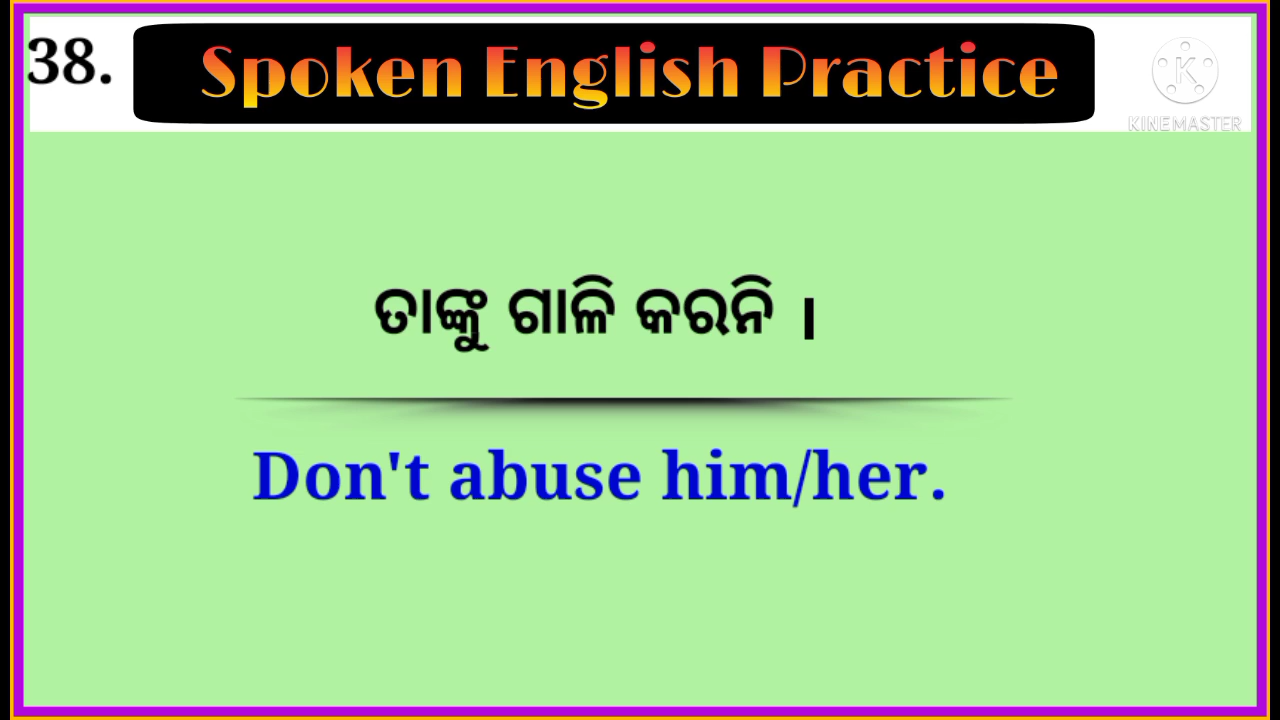 38. Spoken English Practice
KINEMASTER
ତାଙ୍କୁ ଗାଳି କରନି ।
Don't abuse him/her.